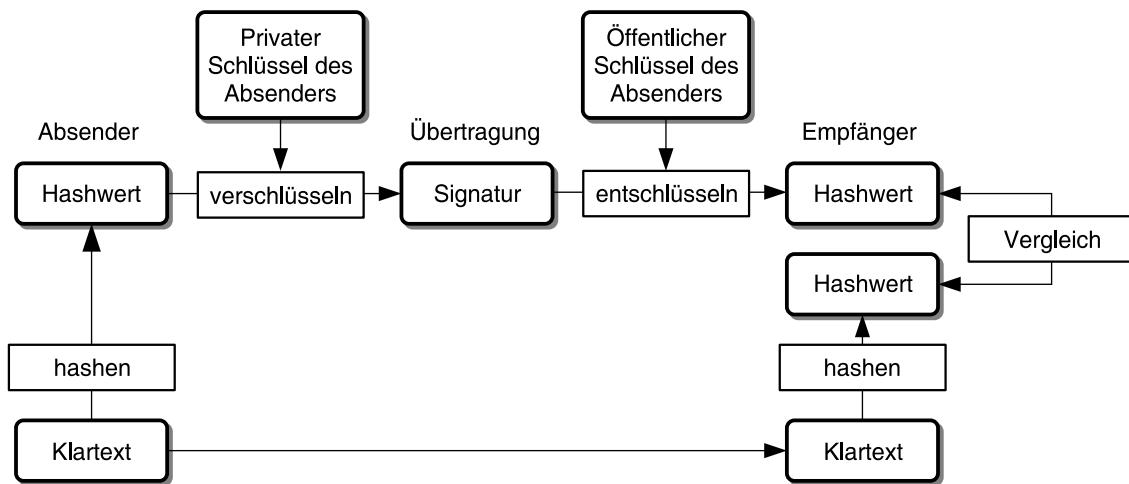 Privater
Schlüssel des
Absenders
Öffentlicher
Schlüssel des
Absenders
Absender
Übertragung
Empfänger
Hashwert
verschlüsseln
Signatur
entschlüsseln
Hashwert
Vergleich
Hashwert
hashen
hashen
Klartext
Klartext